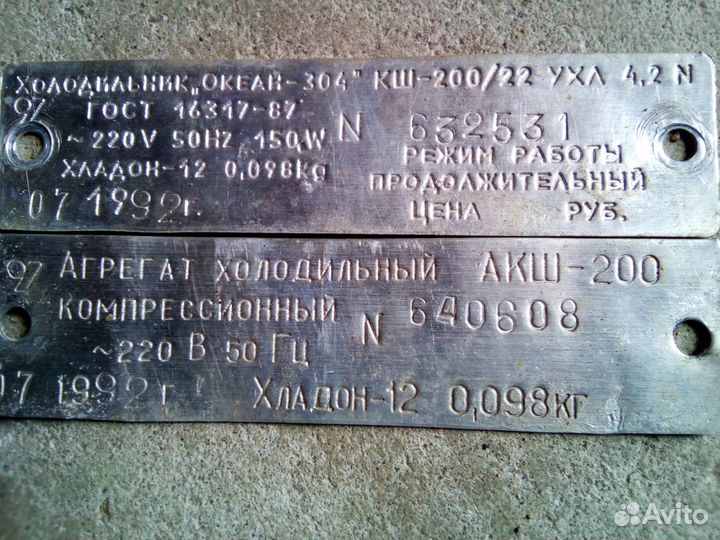 ХОЛОДИЛЬНИК „ОКЕАН-304" КШ-200/22 УХЛ 4.2 N
ГОСТ 16317-87
~ 220V 50HZ 150W N 632531
ХЛАДОН-12 0,098kg РЕЖИМ РАБОТЫ
ПРОДОЛЖИТЕЛЬНЫЙ
07 1992г. ЦЕНА РУБ.
АГРЕГАТ ХОЛОДИЛЬНЫЙ АКШ-200
КОМПРЕССИОННЫЙ N 640608
~220 В 50 ГЦ
07 1992г. ХЛАДОН-12 0,098КГ
Avito